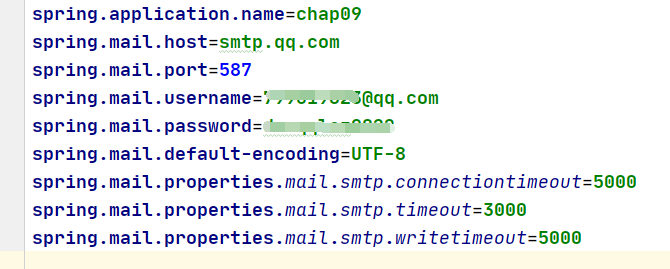 spring.application.name=chap09
spring.mail.host=smtp.qq.com
spring.mail.port=587
spring.mail.username=@qq.com
spring.mail.password=
spring.mail.default-encoding=UTF-8
spring.mail.properties.mail.smtp.connectiontimeout=5000
spring.mail.properties.mail.smtp.timeout=3000
spring.mail.properties.mail.smtp.writetimeout=5000